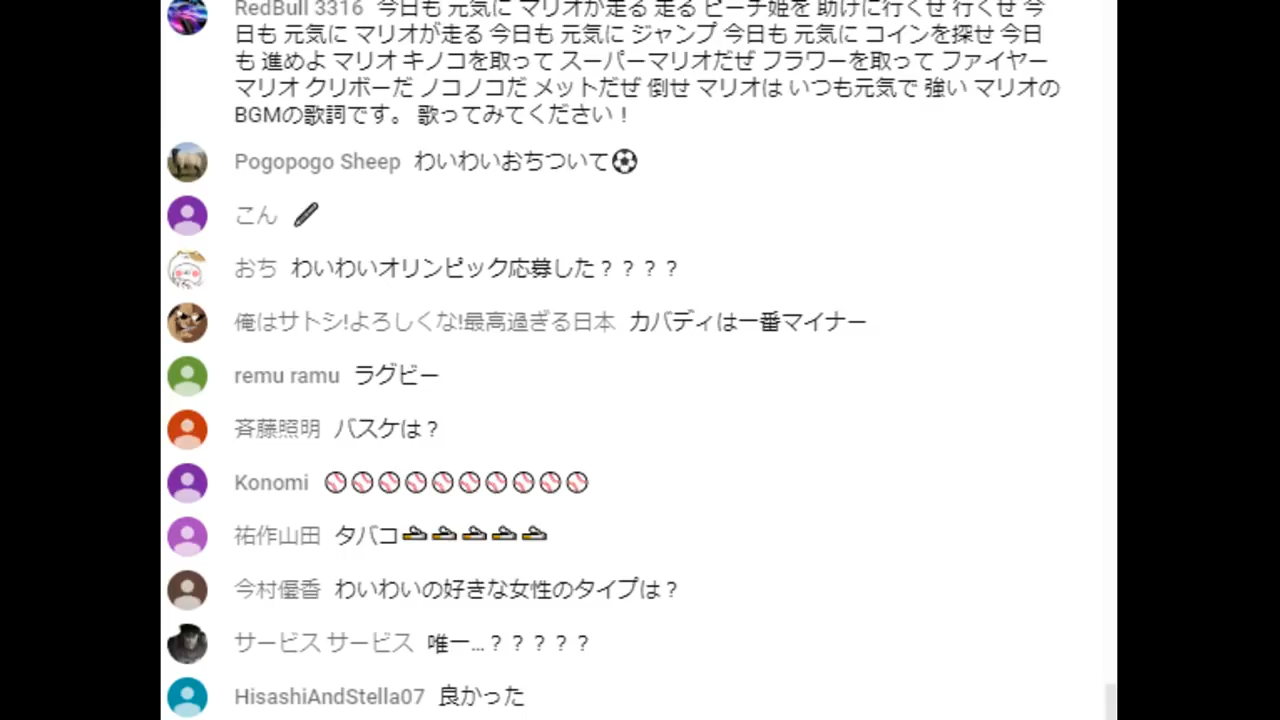 RedBull 3316 今日も 元気に マリオが走る 走る ピーチ姫を 助けに行くぜ 行くぜ 今
日も 元気に マリオが走る 今日も 元気に ジャンプ 今日も 元気に コインを探せ 今日
も 進めよ マリオ キノコを取って スーパーマリオだぜ フラワーを取って ファイヤー
マリオ クリボーだ ノコノコだ メットだぜ 倒せ マリオは いつも元気で 強い マリオの
BGMの歌詞です。 歌ってみてください！
Pogopogo Sheep わいわいおちついて⚽
こん 🖊
おち わいわいオリンピック応募した？？？？
俺はサトシ!よろしくな!最高過ぎる日本 カバディは一番マイナー
remu ramu ラグビー
斉藤照明 バスケは？
Konomi ⚾⚾⚾⚾⚾⚾⚾⚾⚾⚾
祐作山田 タバコ🚬🚬🚬🚬🚬
今村優香 わいわいの好きな女性のタイプは？
サービス サービス 唯一...？？？？？
HisashiAndStella07 良かった